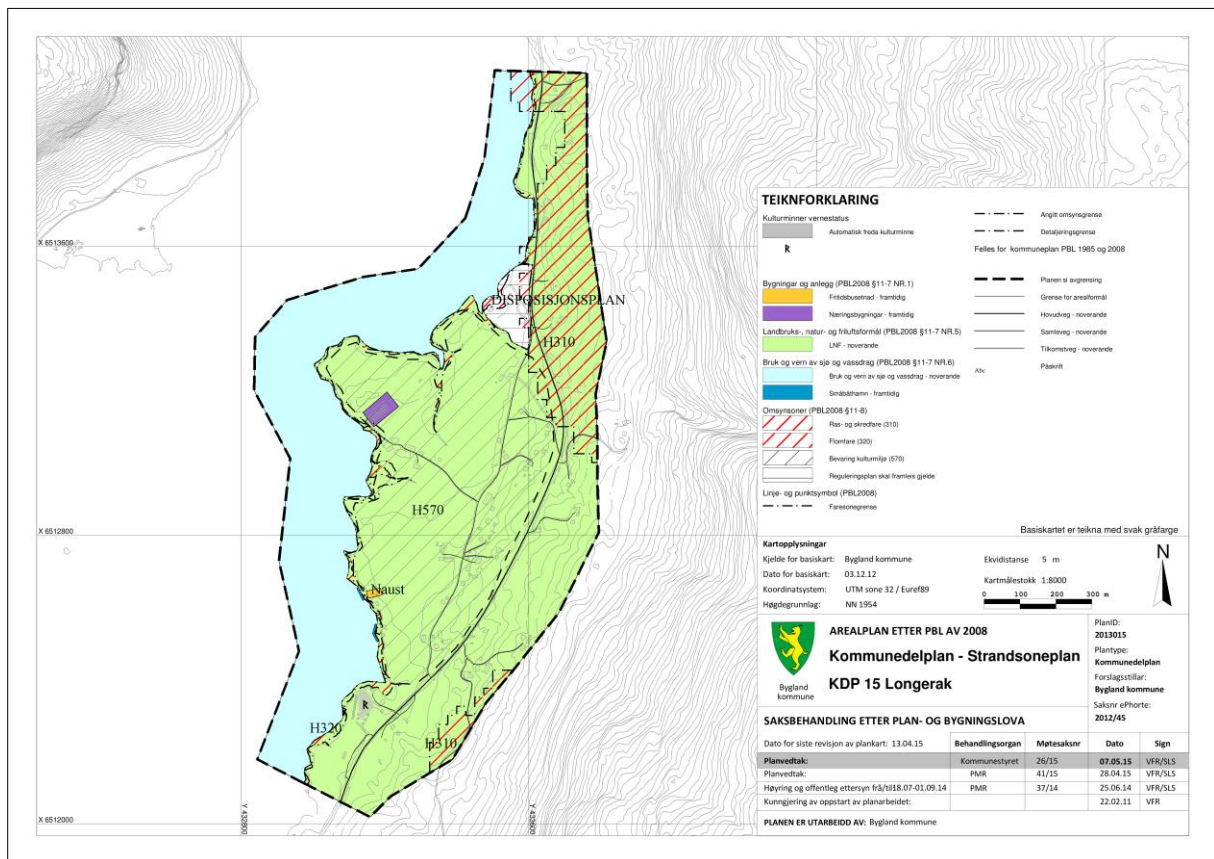 X 6513600
X 6512800
X 6512000
Y 432800
Y 433600
DISPOSISJONSPLAN
H310
H570
Naust
R
H320
H310
TEIKNFORKLARING
Kulturminner vernestatus
Automatisk freda kulturminne
R
Bygningar og anlegg (PBL2008 §11-7 NR.1)
Fritidsbusetnad - framtidig
Næringsbygningar - framtidig
Landbruks-, natur- og friluftsformål (PBL2008 §11-7 NR.5)
LNF - noverande
Bruk og vern av sjø og vassdrag (PBL2008 §11-7 NR.6)
Bruk og vern av sjø og vassdrag - noverande
Småbåthamn - framtidig
Omsynsoner (PBL2008 §11-8)
Ras- og skredfare (310)
Flomfare (320)
Bevaring kulturmiljø (570)
Reguleringsplan skal framleis gjelde
Linje- og punktsymbol (PBL2008)
Faresonegrense
Angitt omsynsgrense
Detaljeringsgrense
Felles for kommuneplan PBL 1985 og 2008
Planen si avgrensing
Grense for arealformål
Hovudveg - noverande
Samleveg - noverande
Tilkomstveg - noverande
Abc Påskrift
Basiskartet er teikna med svak gråfarge
Kartopplysningar
Kjelde for basiskart: Bygland kommune
Dato for basiskart: 03.12.12
Koordinatsystem: UTM sone 32 / Euref89
Høgdegrunnlag: NN 1954
Ekvidistanse 5 m
Kartmålestokk 1:8000
0 100 200 300 m
N
Bygland
kommune
AREALPLAN ETTER PBL AV 2008
Kommunedelplan - Strandsoneplan
KDP 15 Longerak
PlanID:
2013015
Plantype:
Kommunedelplan
Forslagsstillar:
Bygland kommune
Saksnr ePhorte:
2012/45
SAKSBEHANDLING ETTER PLAN- OG BYGNINGSLOVA
Dato for siste revisjon av plankart: 13.04.15 Behandlingsorgan Møtesaksnr Dato Sign
Planvedtak: Kommunestyret 26/15 07.05.15 VFR/SLS
Planvedtak: PMR 41/15 28.04.15 VFR/SLS
Høyring og offentleg ettersyn frå/til18.07-01.09.14 PMR 37/14 25.06.14 VFR/SLS
Kunngjering av oppstart av planarbeidet: 22.02.11 VFR
PLANEN ER UTARBEIDD AV: Bygland kommune